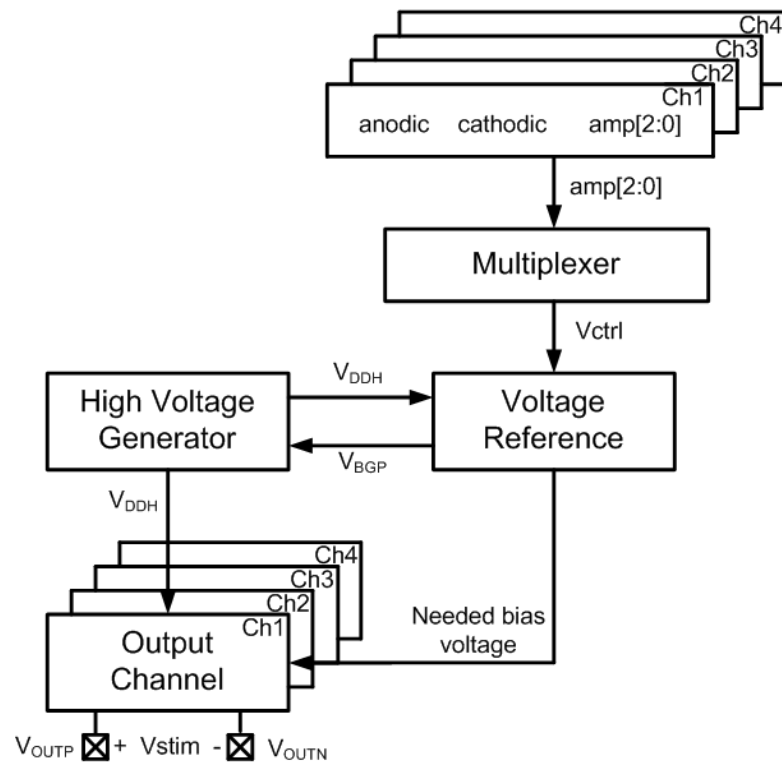 Ch4
Ch3
Ch2
Ch1
anodic cathodic amp[2:0]
amp[2:0]
Multiplexer
Vctrl
High Voltage
Generator
VDDH
VBGP
Voltage
Reference
VDDH
Ch4
Ch3
Ch2
Ch1
Output
Channel
Needed bias
voltage
VOUTP + Vstim - VOUTN